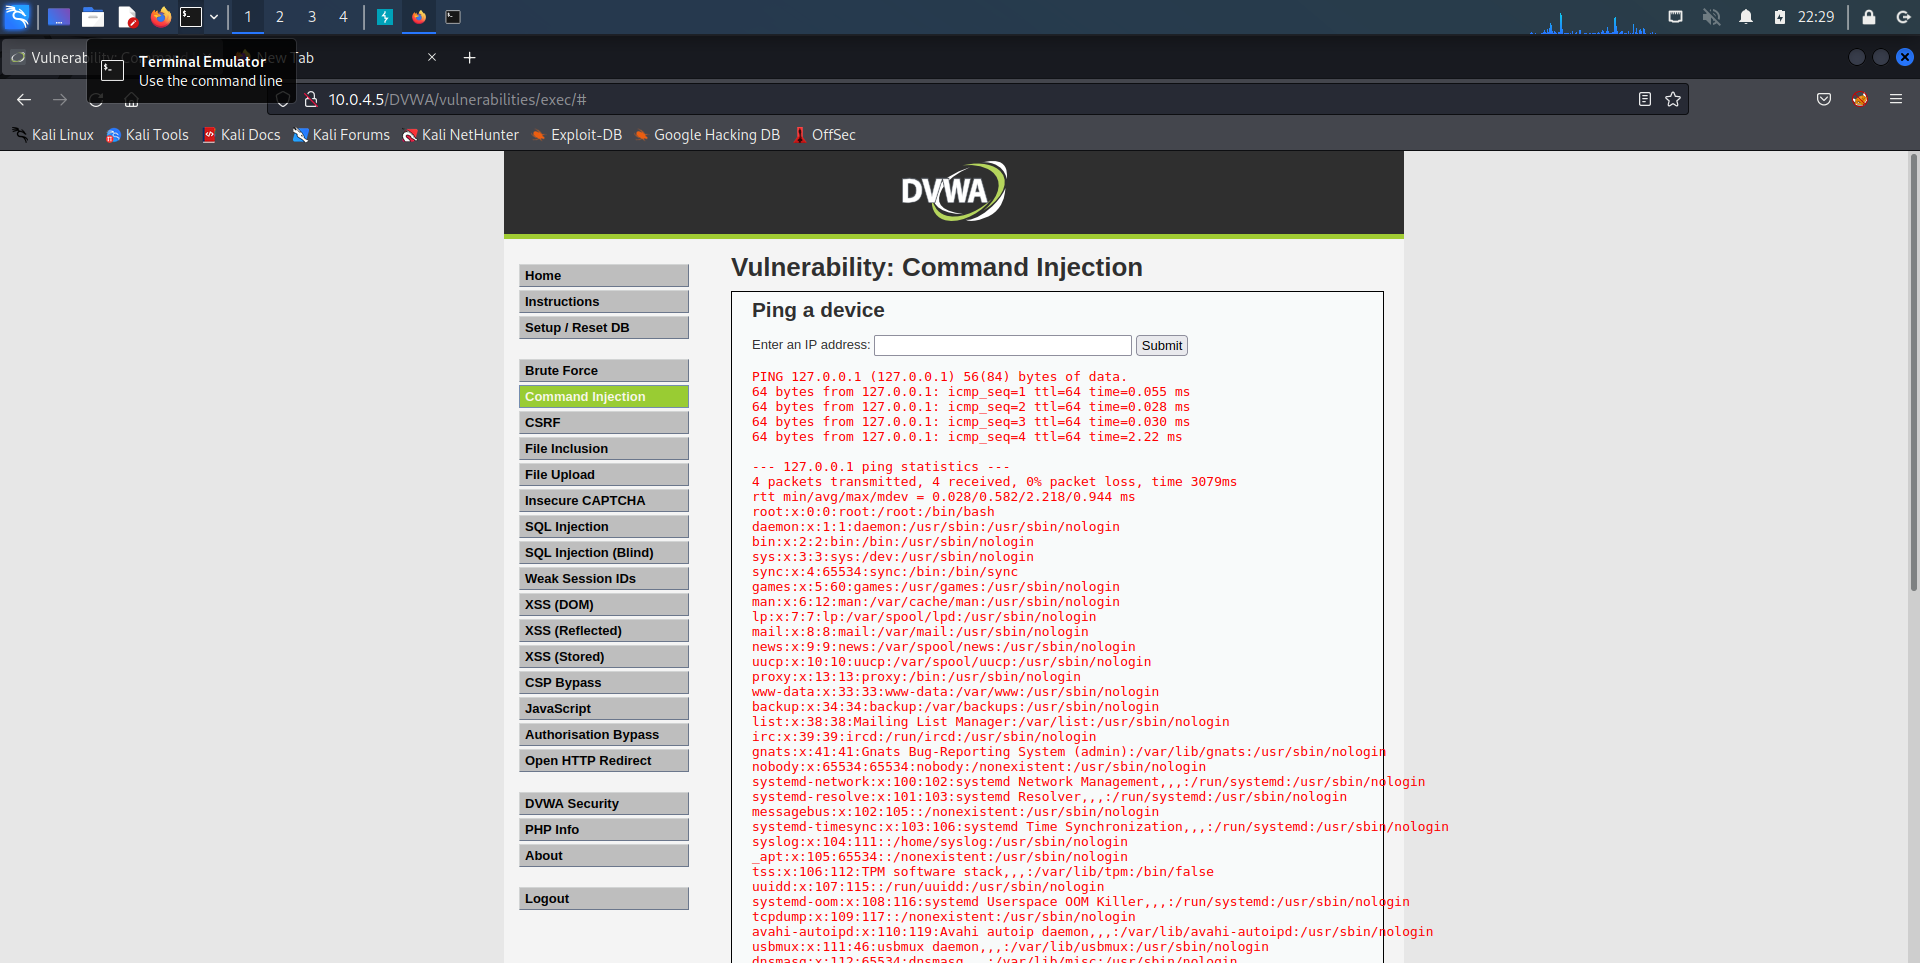 1 2 3 4 22:29
Vulnerability: Co New Tab
Terminal Emulator
Use the command line
10.0.4.5/DVWA/vulnerabilities/exec/#
Kali Linux Kali Tools Kali Docs Kali Forums Kali NetHunter Exploit-DB Google Hacking DB OffSec
DVWA
Home
Instructions
Setup / Reset DB
Brute Force
Command Injection
CSRF
File Inclusion
File Upload
Insecure CAPTCHA
SQL Injection
SQL Injection (Blind)
Weak Session IDs
XSS (DOM)
XSS (Reflected)
XSS (Stored)
CSP Bypass
JavaScript
Authorisation Bypass
Open HTTP Redirect
DVWA Security
PHP Info
About
Logout
Vulnerability: Command Injection
Ping a device
Enter an IP address: Submit
PING 127.0.0.1 (127.0.0.1) 56(84) bytes of data.
64 bytes from 127.0.0.1: icmp_seq=1 ttl=64 time=0.055 ms
64 bytes from 127.0.0.1: icmp_seq=2 ttl=64 time=0.028 ms
64 bytes from 127.0.0.1: icmp_seq=3 ttl=64 time=0.030 ms
64 bytes from 127.0.0.1: icmp_seq=4 ttl=64 time=2.22 ms
--- 127.0.0.1 ping statistics ---
4 packets transmitted, 4 received, 0% packet loss, time 3079ms
rtt min/avg/max/mdev = 0.028/0.582/2.218/0.944 ms
root:x:0:0:root:/root:/bin/bash
daemon:x:1:1:daemon:/usr/sbin:/usr/sbin/nologin
bin:x:2:2:bin:/bin:/usr/sbin/nologin
sys:x:3:3:sys:/dev:/usr/sbin/nologin
sync:x:4:65534:sync:/bin:/bin/sync
games:x:5:60:games:/usr/games:/usr/sbin/nologin
man:x:6:12:man:/var/cache/man:/usr/sbin/nologin
lp:x:7:7:lp:/var/spool/lpd:/usr/sbin/nologin
mail:x:8:8:mail:/var/mail:/usr/sbin/nologin
news:x:9:9:news:/var/spool/news:/usr/sbin/nologin
uucp:x:10:10:uucp:/var/spool/uucp:/usr/sbin/nologin
proxy:x:13:13:proxy:/bin:/usr/sbin/nologin
www-data:x:33:33:www-data:/var/www:/usr/sbin/nologin
backup:x:34:34:backup:/var/backups:/usr/sbin/nologin
list:x:38:38:Mailing List Manager:/var/list:/usr/sbin/nologin
irc:x:39:39:ircd:/run/ircd:/usr/sbin/nologin
gnats:x:41:41:Gnats Bug-Reporting System (admin):/var/lib/gnats:/usr/sbin/nologin
nobody:x:65534:65534:nobody:/nonexistent:/usr/sbin/nologin
systemd-network:x:100:102:systemd Network Management,,,:/run/systemd:/usr/sbin/nologin
systemd-resolve:x:101:103:systemd Resolver,,,:/run/systemd:/usr/sbin/nologin
messagebus:x:102:105::/nonexistent:/usr/sbin/nologin
systemd-timesync:x:103:106:systemd Time Synchronization,,,:/run/systemd:/usr/sbin/nologin
syslog:x:104:111::/home/syslog:/usr/sbin/nologin
_apt:x:105:65534::/nonexistent:/usr/sbin/nologin
tss:x:106:112:TPM software stack,,,:/var/lib/tpm:/bin/false
uuidd:x:107:115::/run/uuidd:/usr/sbin/nologin
systemd-oom:x:108:116:systemd Userspace OOM Killer,,,:/run/systemd:/usr/sbin/nologin
tcpdump:x:109:117::/nonexistent:/usr/sbin/nologin
avahi-autoipd:x:110:119:Avahi autoip daemon,,,:/var/lib/avahi-autoipd:/usr/sbin/nologin
usbmux:x:111:46:usbmux daemon,,,:/var/lib/usbmux:/usr/sbin/nologin
dnsmasq:x:112:65534:dnsmasq,,,:/var/lib/misc:/usr/sbin/nologin